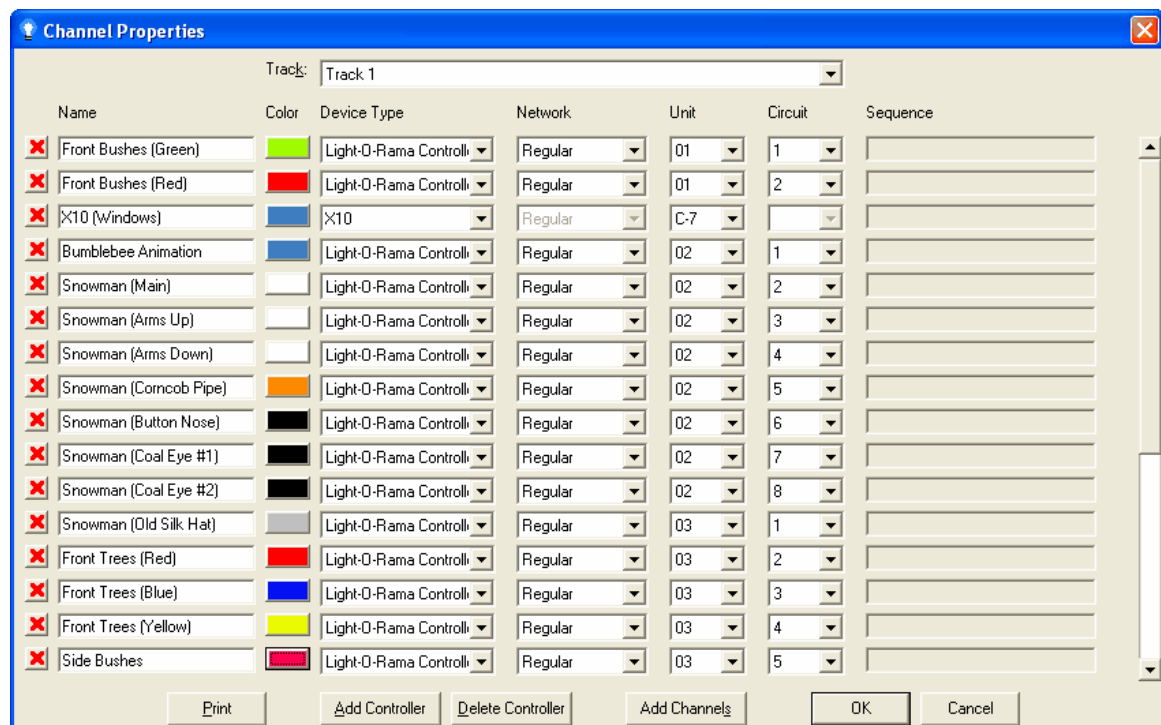 Channel Properties
Track: Track 1
Name Color Device Type Network Unit Circuit Sequence
Front Bushes (Green) Light-O-Rama Controll Regular 01 1
Front Bushes (Red) Light-O-Rama Controll Regular 01 2
X10 (Windows) X10 Regular C-7
Bumblebee Animation Light-O-Rama Controll Regular 02 1
Snowman (Main) Light-O-Rama Controll Regular 02 2
Snowman (Arms Up) Light-O-Rama Controll Regular 02 3
Snowman (Arms Down) Light-O-Rama Controll Regular 02 4
Snowman (Corncob Pipe) Light-O-Rama Controll Regular 02 5
Snowman (Button Nose) Light-O-Rama Controll Regular 02 6
Snowman (Coal Eye #1) Light-O-Rama Controll Regular 02 7
Snowman (Coal Eye #2) Light-O-Rama Controll Regular 02 8
Snowman (Old Silk Hat) Light-O-Rama Controll Regular 03 1
Front Trees (Red) Light-O-Rama Controll Regular 03 2
Front Trees (Blue) Light-O-Rama Controll Regular 03 3
Front Trees (Yellow) Light-O-Rama Controll Regular 03 4
Side Bushes Light-O-Rama Controll Regular 03 5
Print Add Controller Delete Controller Add Channels OK Cancel